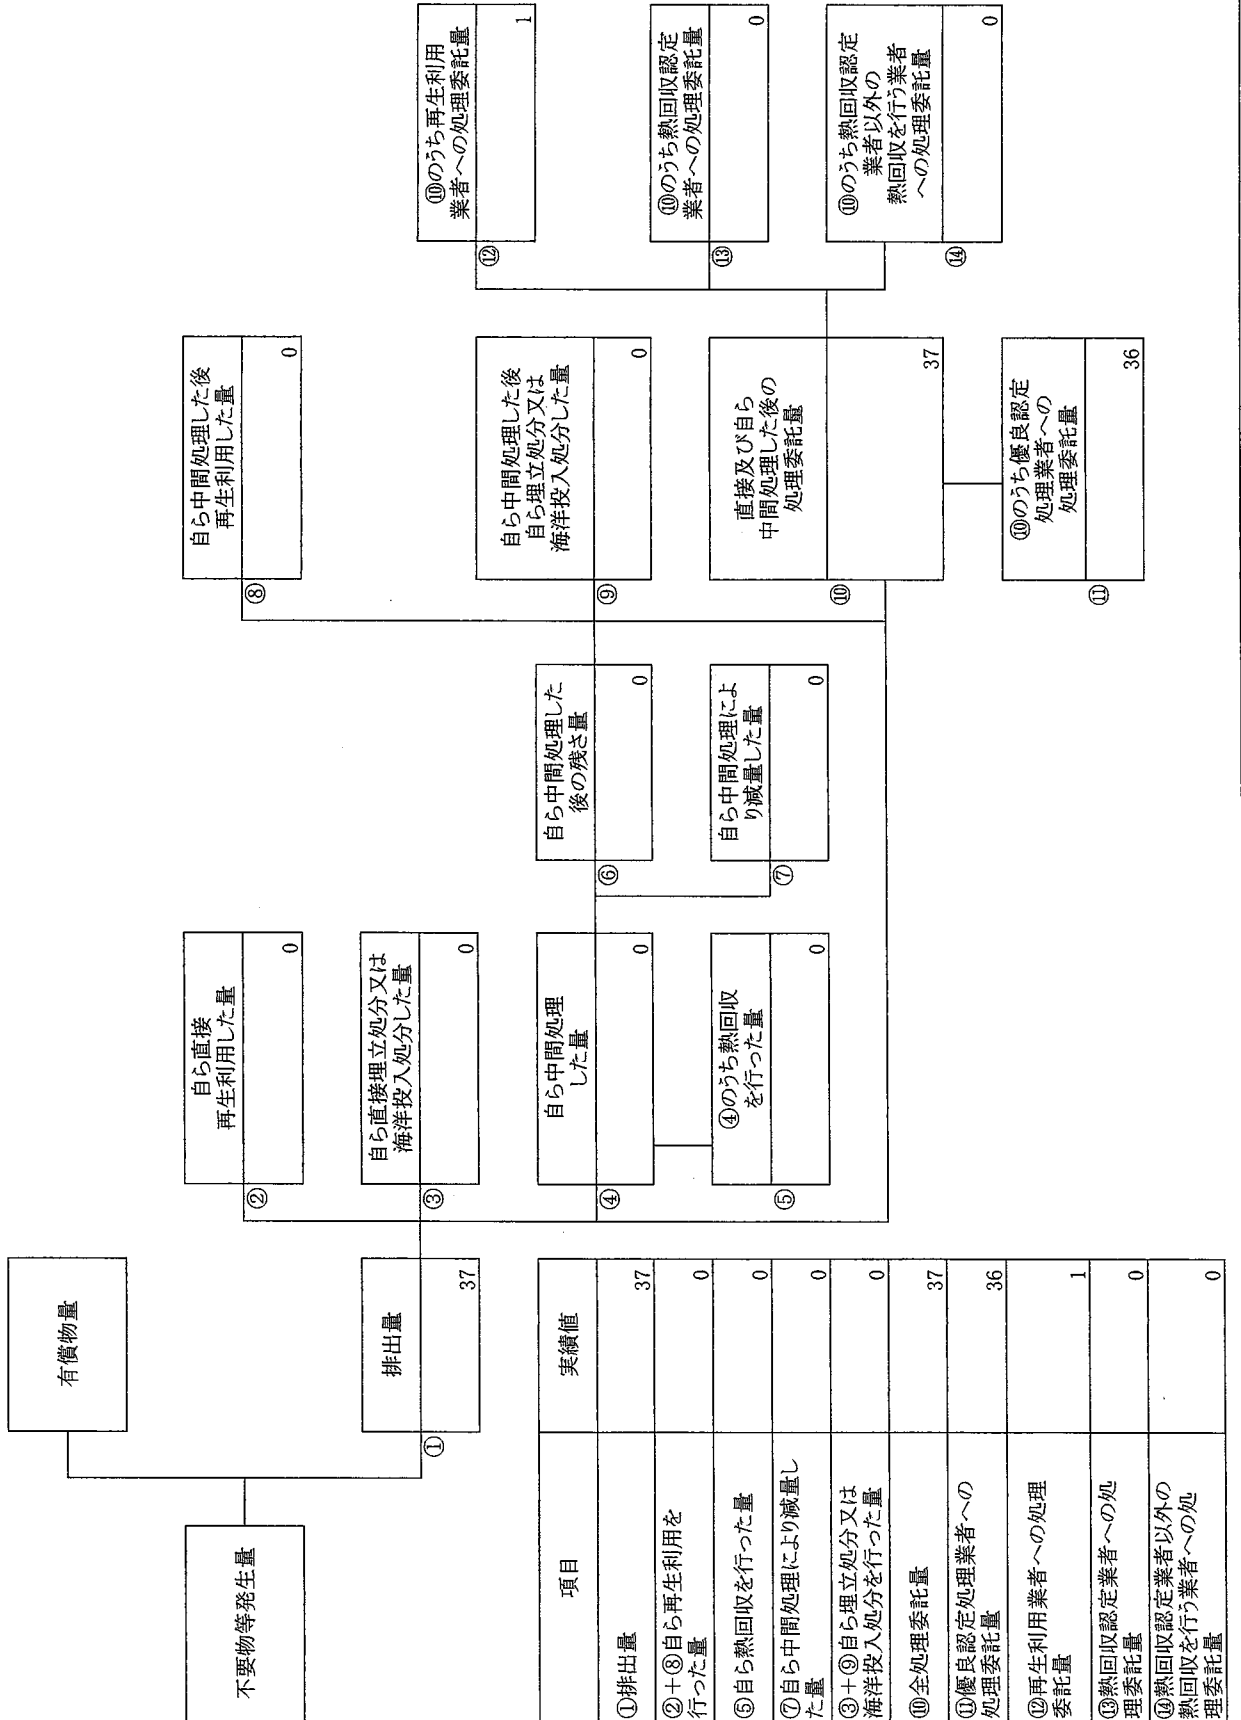 不要物等発生量
有償物量
排出量
①
37
自ら直接
再生利用した量
②
0
自ら直接埋立処分又は
海洋投入処分した量
③
0
自ら中間処理
した量
④
0
④のうち熱回収
を行った量
⑤
0
自ら中間処理した
後の残さ量
⑥
0
自ら中間処理によ
り減量した量
⑦
0
自ら中間処理した後
再生利用した量
⑧
0
自ら中間処理した後
自ら埋立処分又は
海洋投入処分した量
⑨
0
直接及び自ら
中間処理した後の
処理委託量
⑩
37
⑩のうち優良認定
処理業者への
処理委託量
⑪
36
⑩のうち再生利用
業者への処理委託量
⑫
1
⑩のうち熱回収認定
業者への処理委託量
⑬
0
⑩のうち熱回収認定
業者以外の
熱回収を行う業者
への処理委託量
⑭
0
項目 実績値
①排出量 37
②+⑧自ら再生利用を
行った量 0
⑤自ら熱回収を行った量 0
⑦自ら中間処理により減量し
た量 0
③+⑨自ら埋立処分又は
海洋投入処分を行った量 0
⑩全処理委託量 37
⑪優良認定処理業者への
処理委託量 36
⑫再生利用業者への処理
委託量 1
⑬熱回収認定業者への処
理委託量 0
⑭熱回収認定業者以外の
熱回収を行う業者への処
理委託量 0